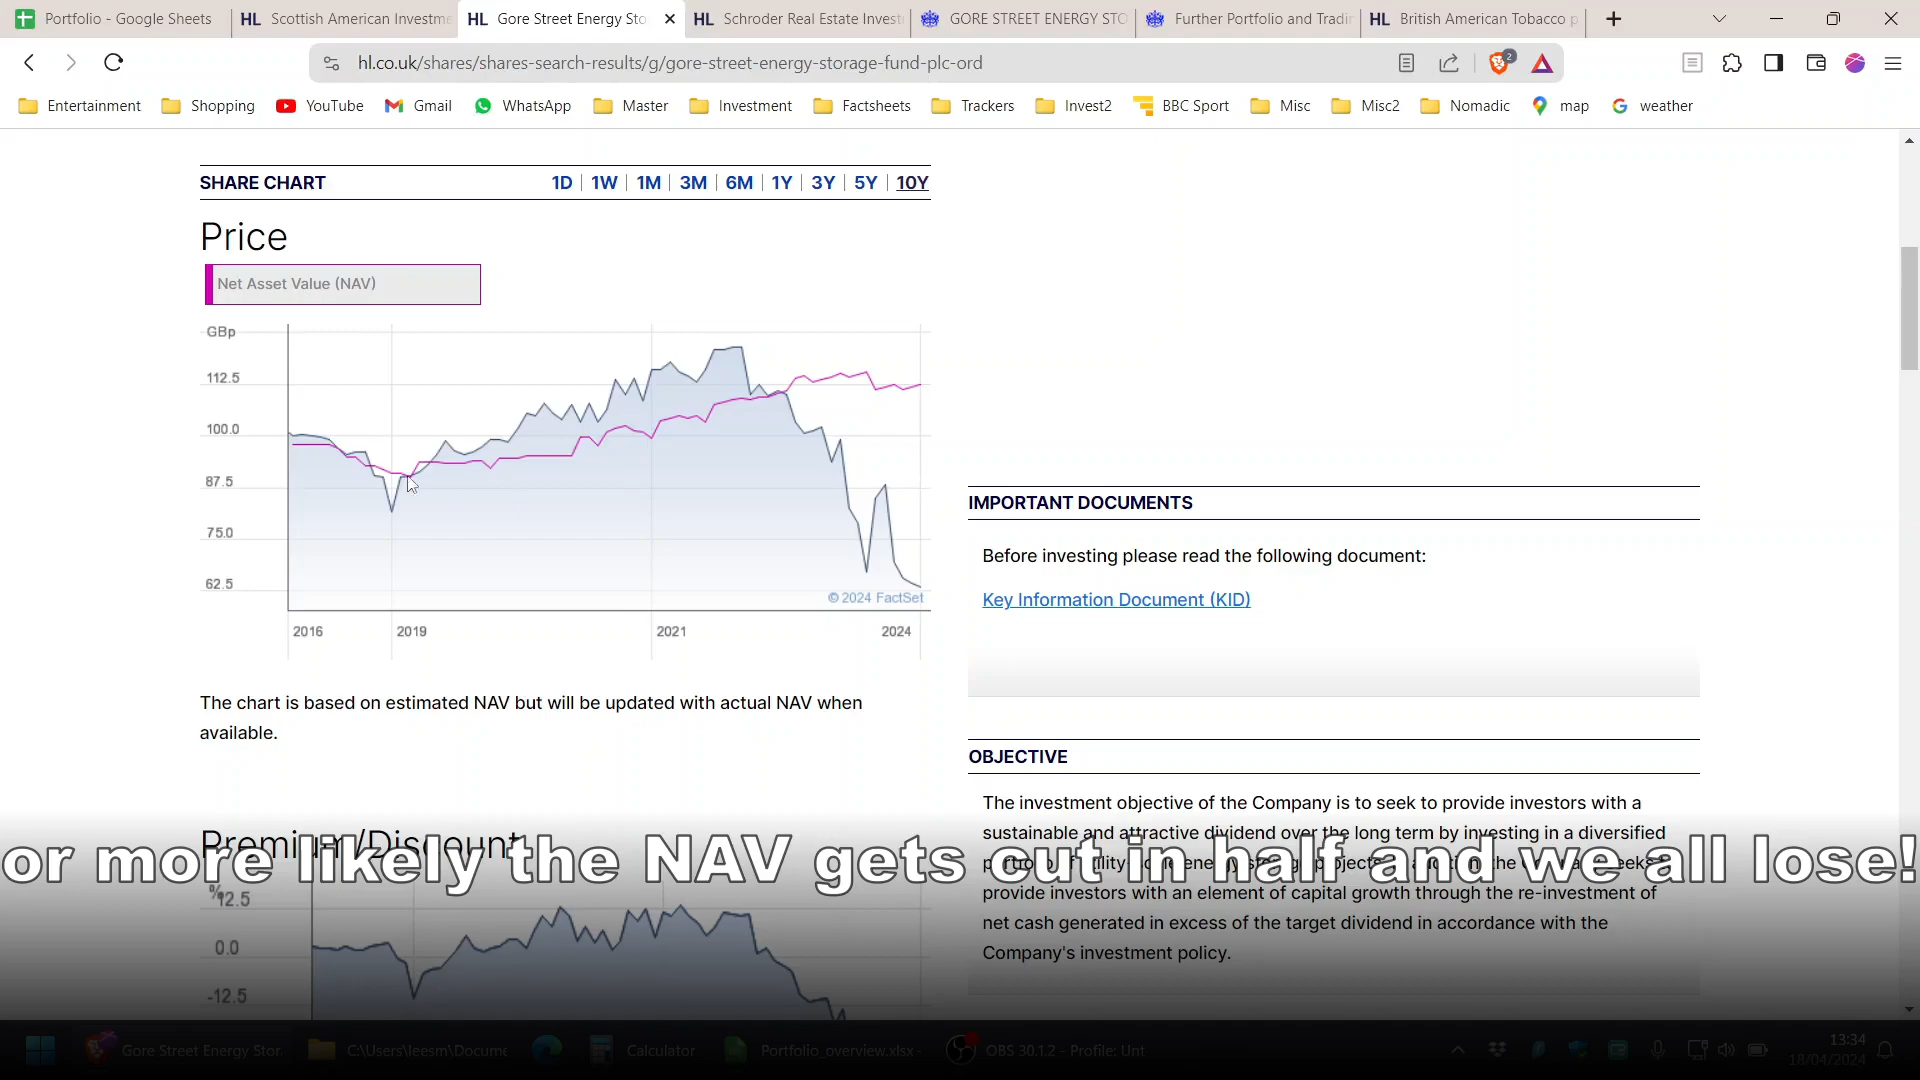 Portfolio - Google Sheets
HL Scottish American Investme
HL Gore Street Energy Sto
HL Schroder Real Estate Invest
GORE STREET ENERGY STO
Further Portfolio and Tradin
HL British American Tobacco p
hl.co.uk/shares/shares-search-results/g/gore-street-energy-storage-fund-plc-ord
2
Entertainment
Shopping
YouTube
Gmail
WhatsApp
Master
Investment
Factsheets
Trackers
Invest2
BBC Sport
Misc
Misc2
Nomadic
map
weather
SHARE CHART
1D | 1W | 1M | 3M | 6M | 1Y | 3Y | 5Y | 10Y
Price
Net Asset Value (NAV)
GBp
112.5
100.0
87.5
75.0
62.5
© 2024 FactSet
2016
2019
2021
2024
The chart is based on estimated NAV but will be updated with actual NAV when
available.
Premium/Discount
%
12.5
0.0
-12.5
IMPORTANT DOCUMENTS
Before investing please read the following document:
Key Information Document (KID)
OBJECTIVE
The investment objective of the Company is to seek to provide investors with a
sustainable and attractive dividend over the long term by investing in a diversified
provide investors with an element of capital growth through the re-investment of
net cash generated in excess of the target dividend in accordance with the
Company's investment policy.
or more likely the NAV gets cut in half and we all lose!
Gore Street Energy Stor
C:\Users\leesm\Docume
Calculator
Portfolio_overview.xlsx -
OBS 30.1.2 - Profile: Unt
13:34
18/04/2024